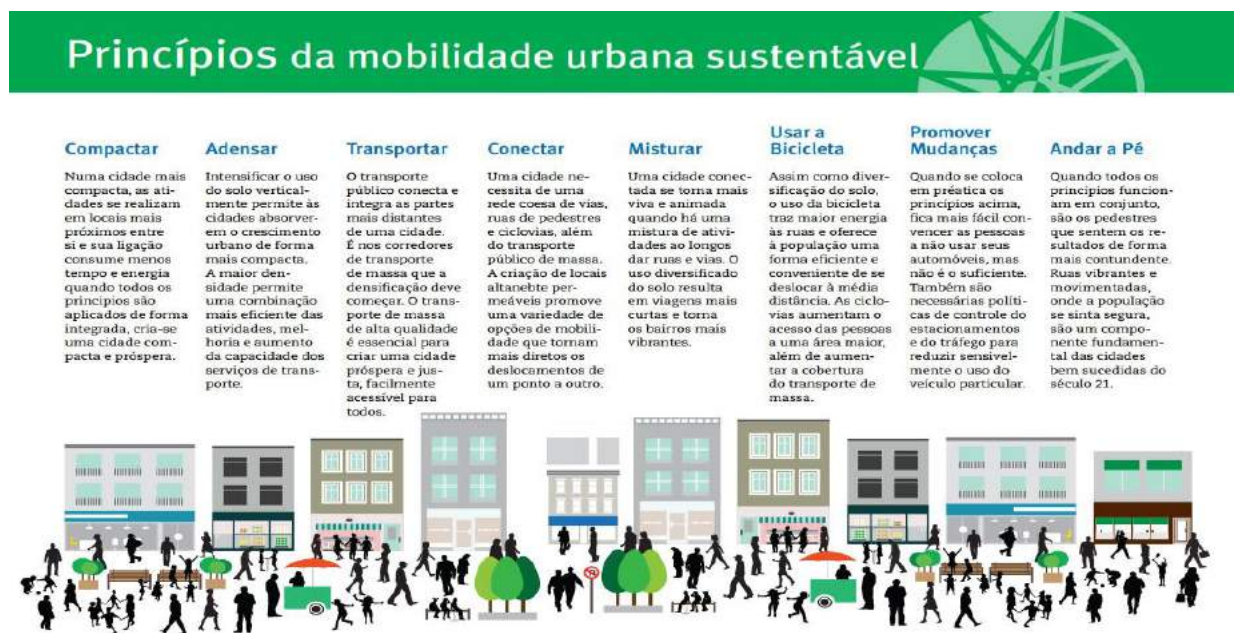 Princípios da mobilidade urbana sustentável
Compactar
Numa cidade mais
compacta, as ati-
dades se realizam
em locais mais
próximos entre
si e sua ligação
consume menos
tempo e energia
quando todos os
principios são
aplicados de forma
integrada, cria-se
uma cidade com-
pacta e próspera.
Adensar
Intensificar o uso
do solo vertical-
mente permite às
cidades absorver-
em o crescimento
urbano de forma
mais compacta.
A maior den-
sidade permite
uma combinação
mais eficiente das
atividades, mel-
horia e aumento
da capacidade dos
serviços de trans-
porte.
Transportar
O transporte
público conecta e
integra as partes
mais distantes
de uma cidade.
É nos corredores
de transporte
de massa que a
densificação deve
começar. O trans-
porte de massa
de alta qualidade
é essencial para
criar uma cidade
próspera e jus-
ta, facilmente
acessível para
todos.
Conectar
Uma cidade ne-
cessita de uma
rede coesa de vias,
ruas de pedestres
e ciclovias, além
do transporte
público de massa.
A criação de locais
altanebte per-
meáveis promove
uma variedade de
opções de mobili-
dade que tornam
mais diretos os
deslocamentos de
um ponto a outro.
Misturar
Uma cidade conec-
tada se torna mais
viva e animada
quando há uma
mistura de ativi-
dades ao longos
dar ruas e vias. O
uso diversificado
do solo resulta
em viagens mais
curtas e torna
os bairros mais
vibrantes.
Usar a
Bicicleta
Assim como diver-
sificação do solo,
o uso da bicicleta
traz maior energia
às ruas e oferece
à população uma
forma eficiente e
conveniente de se
deslocar à média
distância. As ciclo-
vias aumentam o
acesso das pessoas
a uma área maior,
além de aumen-
tar a cobertura
do transporte de
massa.
Promover
Mudanças
Quando se coloca
em préatica os
princípios acima,
fica mais fácil con-
vencer as pessoas
a não usar seus
automóveis, mas
não é o suficiente.
Também são
necessárias políti-
cas de controle do
estacionamentos
e do tráfego para
reduzir sensivel-
mente o uso do
veículo particular.
Andar a Pé
Quando todos os
princípios funcion-
am em conjunto,
são os pedestres
que sentem os re-
sultados de forma
mais contundente.
Ruas vibrantes e
movimentadas,
onde a população
se sinta segura,
são um compo-
nente fundamen-
tal das cidades
bem sucedidas do
século 21.